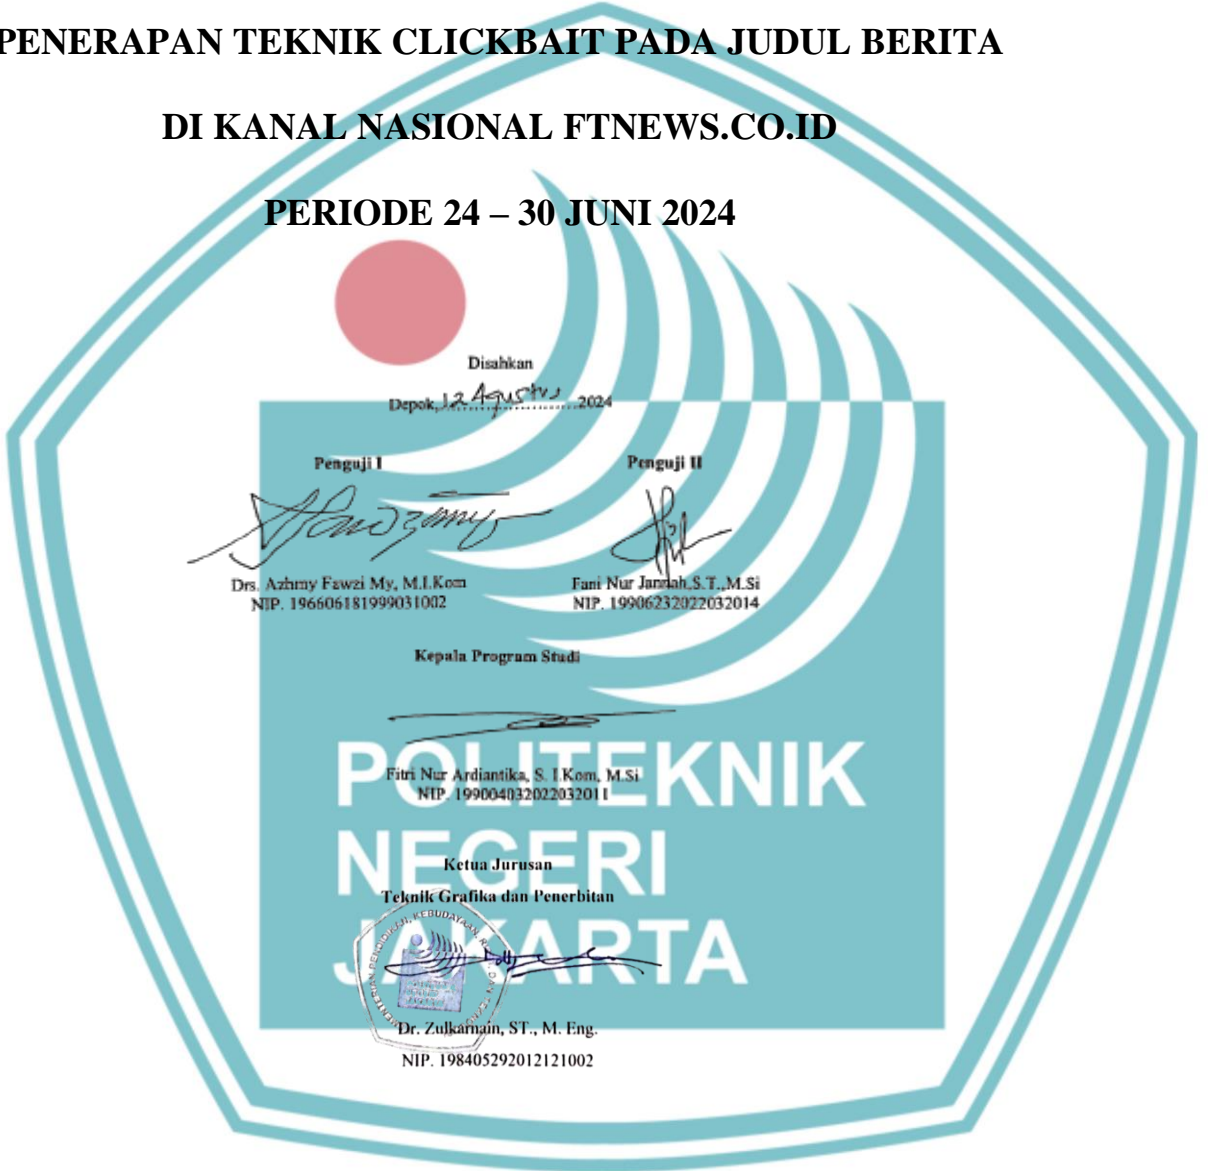 PENERAPAN TEKNIK CLICKBAIT PADA JUDUL BERITA
DI KANAL NASIONAL FTNEWS.CO.ID
PERIODE 24 – 30 JUNI 2024
Disahkan
Depok, 12 Agustus 2024
Penguji I
Penguji II
Drs. Azhmy Fawzi My, M.I.Kom
NIP. 196606181999031002
Fani Nur Jannah,S.T.,M.Si
NIP. 19906232022032014
Kepala Program Studi
Fitri Nur Ardiantika, S. I.Kom, M.Si
NIP. 199004032022032011
Ketua Jurusan
Teknik Grafika dan Penerbitan
Dr. Zulkarnain, ST., M. Eng.
NIP. 198405292012121002
POLITEKNIK
NEGERI
JAKARTA